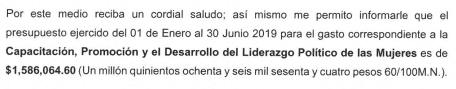 Por este medio reciba un cordial saludo; así mismo me permito informarle que el
presupuesto ejercido del 01 de Enero al 30 Junio 2019 para el gasto correspondiente a la
Capacitación, Promoción y el Desarrollo del Liderazgo Político de las Mujeres es de
$1,586,064.60 (Un millón quinientos ochenta y seis mil sesenta y cuatro pesos 60/100M.N.).